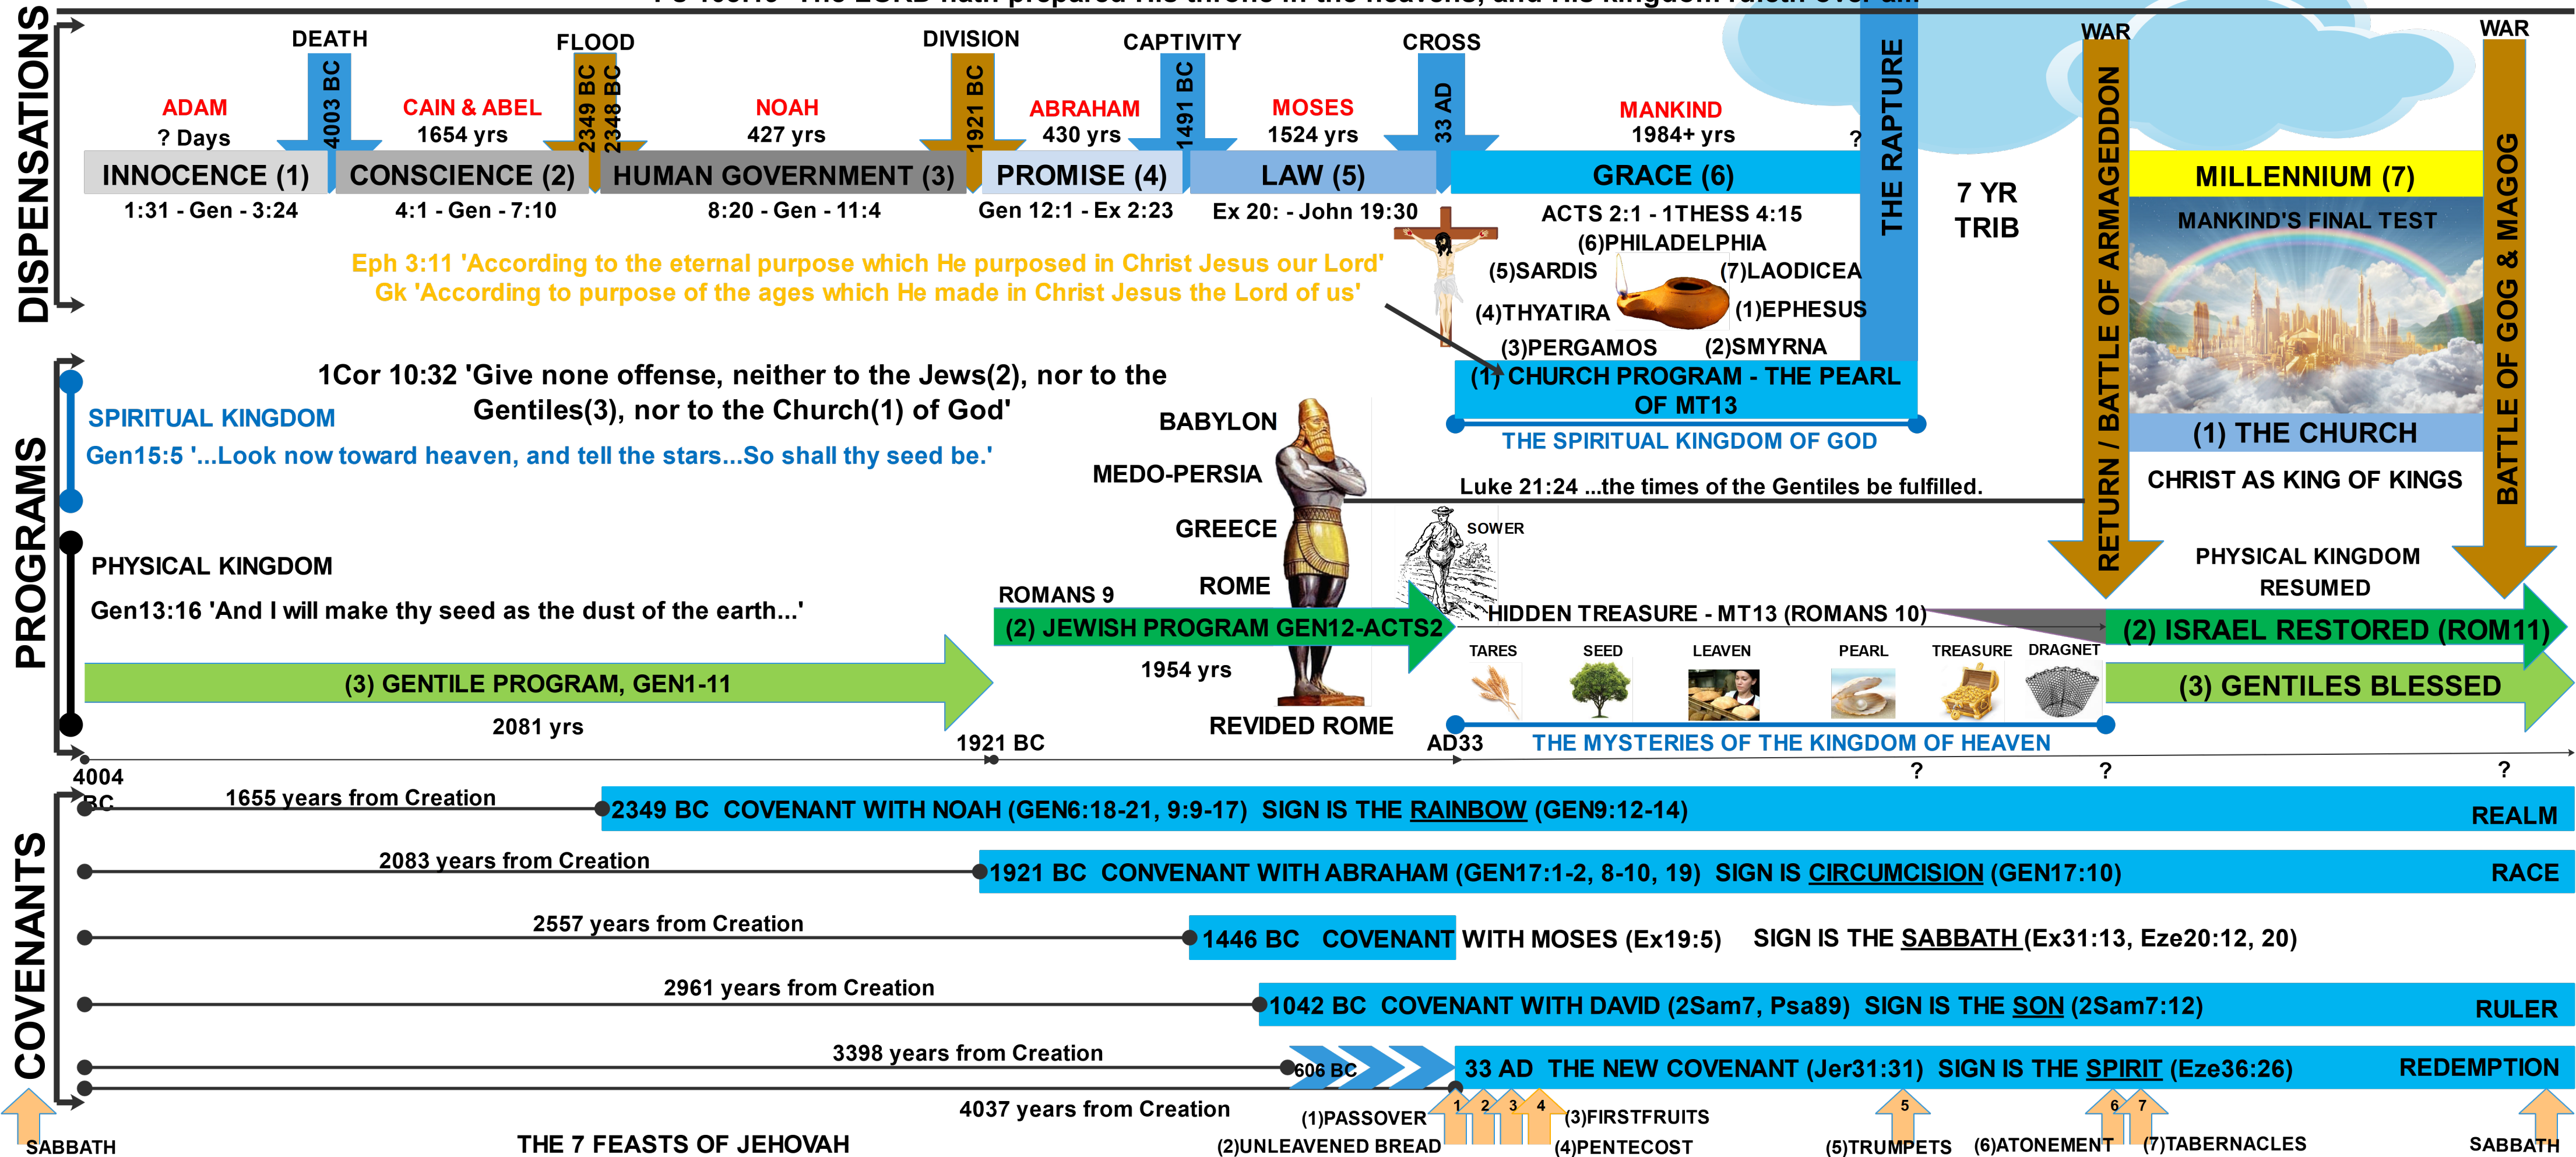 DISPENSATIONS
DEATH
FLOOD
DIVISION
CAPTIVITY
CROSS
WAR
WAR
4003 BC
2349 BC
2348 BC
1921 BC
1491 BC
33 AD
THE RAPTURE
RETURN / BATTLE OF ARMAGEDDON
BATTLE OF GOG & MAGOG
ADAM
? Days
CAIN & ABEL
1654 yrs
NOAH
427 yrs
ABRAHAM
430 yrs
MOSES
1524 yrs
MANKIND
1984+ yrs
?
INNOCENCE (1)
CONSCIENCE (2)
HUMAN GOVERNMENT (3)
PROMISE (4)
LAW (5)
GRACE (6)
7 YR
TRIB
MILLENNIUM (7)
MANKIND'S FINAL TEST
1:31 - Gen - 3:24
4:1 - Gen - 7:10
8:20 - Gen - 11:4
Gen 12:1 - Ex 2:23
Ex 20: - John 19:30
ACTS 2:1 - 1THESS 4:15
(6)PHILADELPHIA
(5)SARDIS
(7)LAODICEA
(4)THYATIRA
(1)EPHESUS
(3)PERGAMOS
(2)SMYRNA
Eph 3:11 'According to the eternal purpose which He purposed in Christ Jesus our Lord'
Gk 'According to purpose of the ages which He made in Christ Jesus the Lord of us'
PROGRAMS
1Cor 10:32 'Give none offense, neither to the Jews(2), nor to the
Gentiles(3), nor to the Church(1) of God'
SPIRITUAL KINGDOM
Gen15:5 '...Look now toward heaven, and tell the stars...So shall thy seed be.'
(1) CHURCH PROGRAM - THE PEARL
OF MT13
THE SPIRITUAL KINGDOM OF GOD
(1) THE CHURCH
CHRIST AS KING OF KINGS
BABYLON
MEDO-PERSIA
GREECE
ROME
REVIDED ROME
Luke 21:24 ...the times of the Gentiles be fulfilled.
SOWER
PHYSICAL KINGDOM
Gen13:16 'And I will make thy seed as the dust of the earth...'
PHYSICAL KINGDOM
RESUMED
ROMANS 9
(2) JEWISH PROGRAM GEN12-ACTS2
1954 yrs
HIDDEN TREASURE - MT13 (ROMANS 10)
(2) ISRAEL RESTORED (ROM11)
TARES
SEED
LEAVEN
PEARL
TREASURE
DRAGNET
(3) GENTILE PROGRAM, GEN1-11
2081 yrs
(3) GENTILES BLESSED
1921 BC
AD33
THE MYSTERIES OF THE KINGDOM OF HEAVEN
?
?
?
4004
BC
COVENANTS
1655 years from Creation
2349 BC COVENANT WITH NOAH (GEN6:18-21, 9:9-17) SIGN IS THE RAINBOW (GEN9:12-14)
REALM
2083 years from Creation
1921 BC CONVENANT WITH ABRAHAM (GEN17:1-2, 8-10, 19) SIGN IS CIRCUMCISION (GEN17:10)
RACE
2557 years from Creation
1446 BC COVENANT WITH MOSES (Ex19:5) SIGN IS THE SABBATH (Ex31:13, Eze20:12, 20)
2961 years from Creation
1042 BC COVENANT WITH DAVID (2Sam7, Psa89) SIGN IS THE SON (2Sam7:12)
RULER
3398 years from Creation
606 BC
33 AD THE NEW COVENANT (Jer31:31) SIGN IS THE SPIRIT (Eze36:26)
REDEMPTION
4037 years from Creation
1
2
3
4
5
6
7
(1)PASSOVER
(3)FIRSTFRUITS
SABBATH
THE 7 FEASTS OF JEHOVAH
(2)UNLEAVENED BREAD
(4)PENTECOST
(5)TRUMPETS
(6)ATONEMENT
(7)TABERNACLES
SABBATH